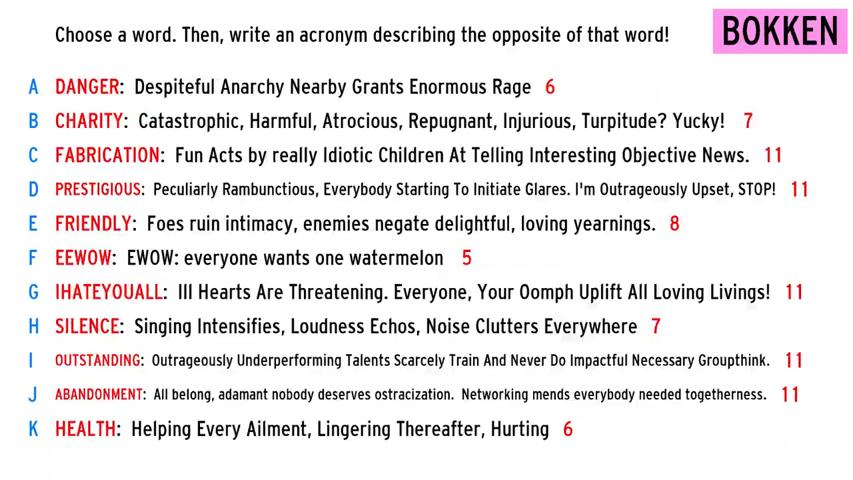 Choose a word. Then, write an acronym describing the opposite of that word!
BOKKEN
A DANGER: Despiteful Anarchy Nearby Grants Enormous Rage 6
B CHARITY: Catastrophic, Harmful, Atrocious, Repugnant, Injurious, Turpitude? Yucky! 7
C FABRICATION: Fun Acts by really Idiotic Children At Telling Interesting Objective News. 11
D PRESTIGIOUS: Peculiarly Rambunctious, Everybody Starting To Initiate Glares. I'm Outrageously Upset, STOP! 11
E FRIENDLY: Foes ruin intimacy, enemies negate delightful, loving yearnings. 8
F EEWOW: EWOW: everyone wants one watermelon 5
G IHATEYOUALL: Ill Hearts Are Threatening. Everyone, Your Oomph Uplift All Loving Livings! 11
H SILENCE: Singing Intensifies, Loudness Echos, Noise Clutters Everywhere 7
I OUTSTANDING: Outrageously Underperforming Talents Scarcely Train And Never Do Impactful Necessary Groupthink. 11
J ABANDONMENT: All belong, adamant nobody deserves ostracization. Networking mends everybody needed togetherness. 11
K HEALTH: Helping Every Ailment, Lingering Thereafter, Hurting 6